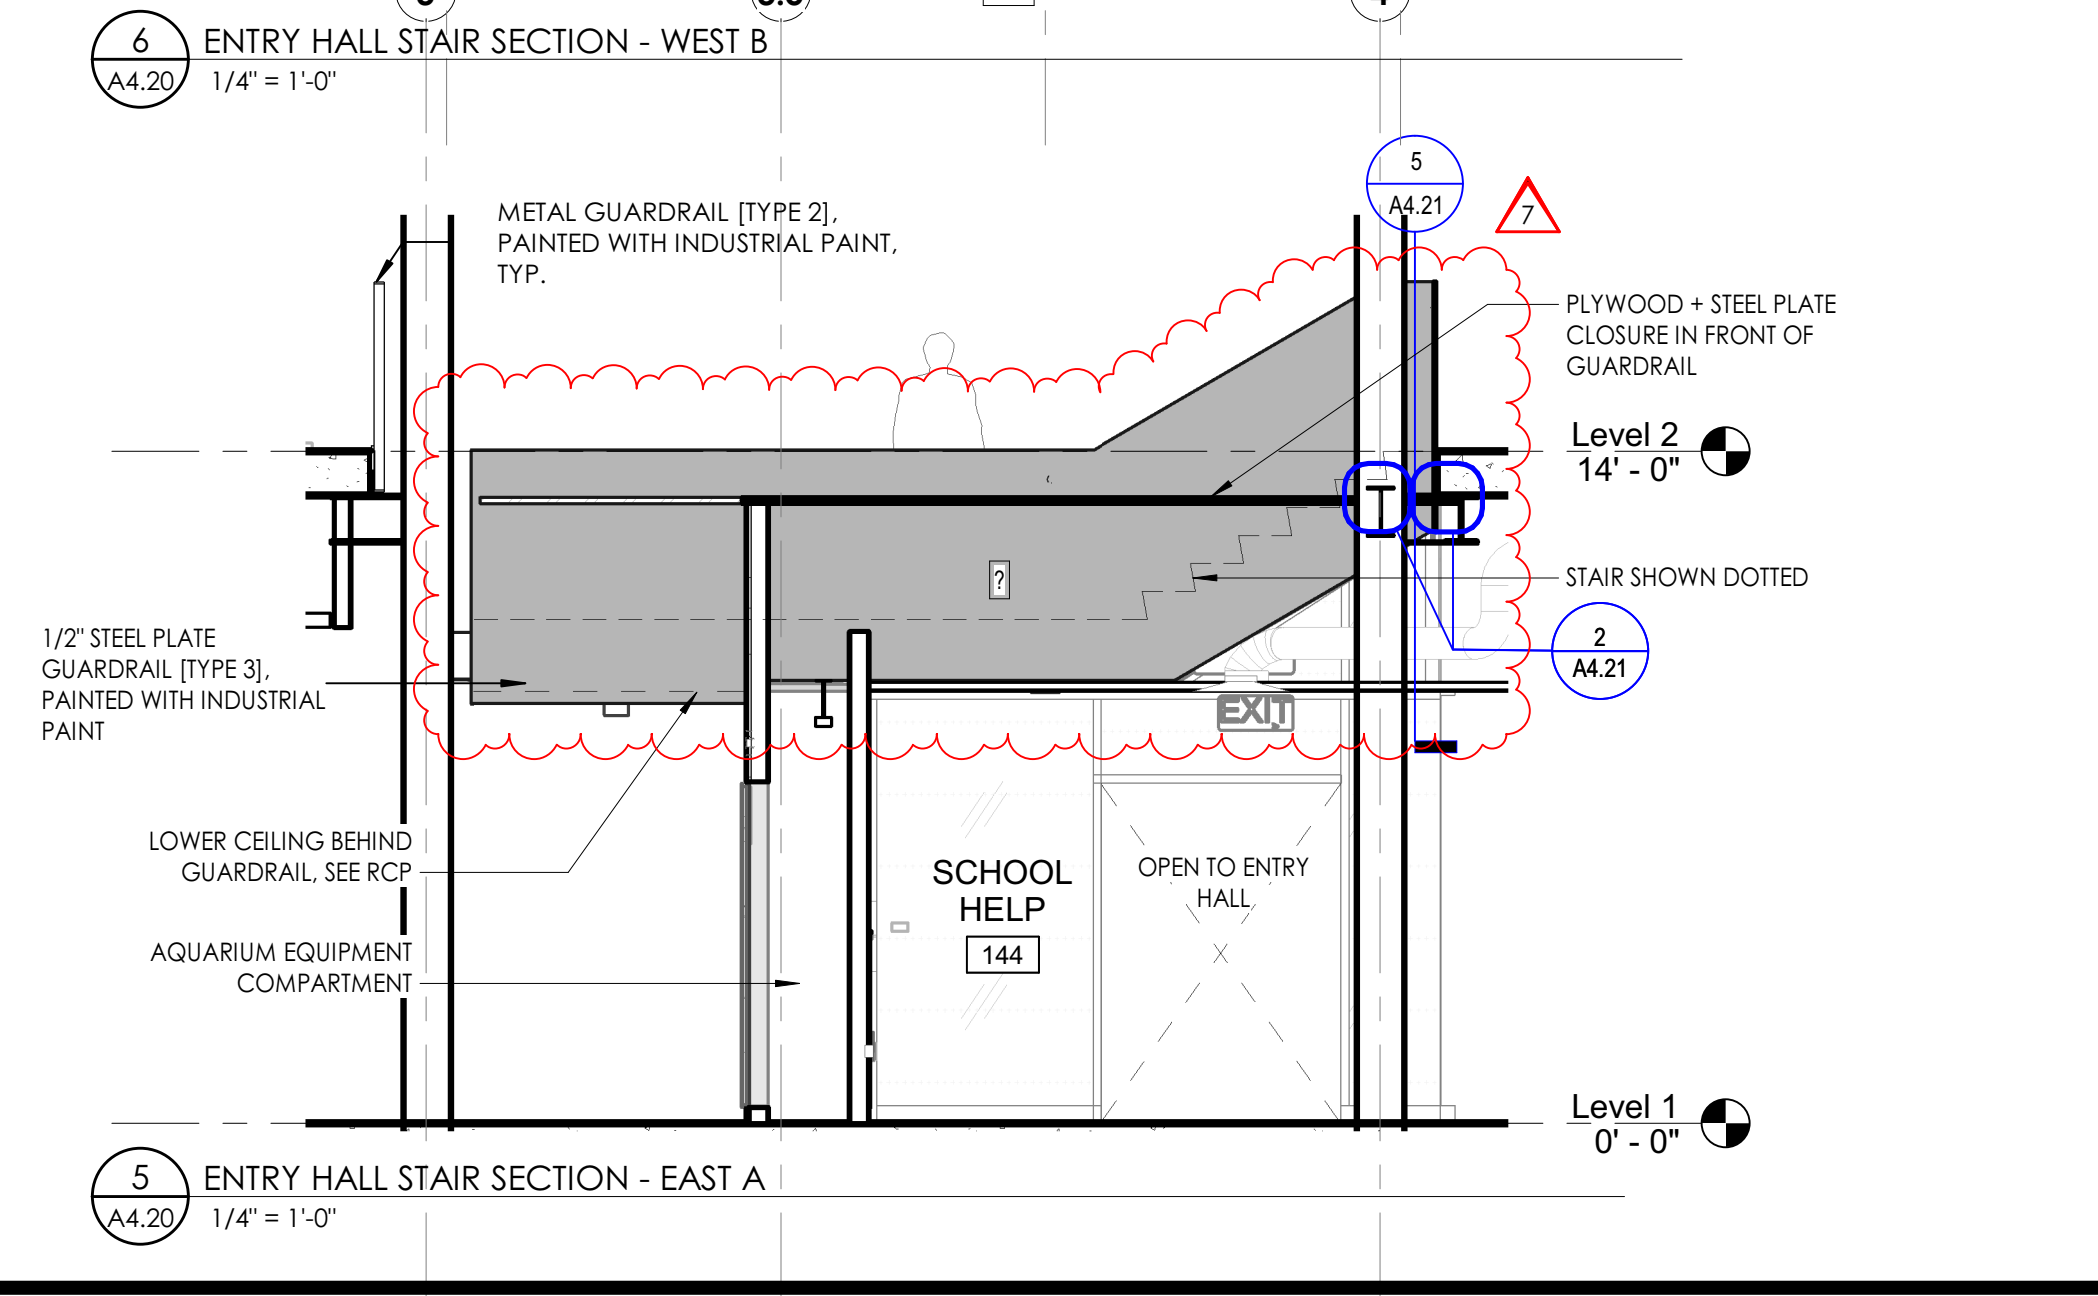 6
ENTRY HALL STAIR SECTION - WEST B
A4.20
1/4" = 1'-0"
5
A4.21
7
METAL GUARDRAIL [TYPE 2],
PAINTED WITH INDUSTRIAL PAINT,
TYP.
PLYWOOD + STEEL PLATE
CLOSURE IN FRONT OF
GUARDRAIL
Level 2
14' - 0"
?
STAIR SHOWN DOTTED
2
A4.21
1/2" STEEL PLATE
GUARDRAIL [TYPE 3],
PAINTED WITH INDUSTRIAL
PAINT
EXIT
LOWER CEILING BEHIND
GUARDRAIL, SEE RCP
SCHOOL
HELP
144
OPEN TO ENTRY
HALL
AQUARIUM EQUIPMENT
COMPARTMENT
Level 1
0' - 0"
5
ENTRY HALL STAIR SECTION - EAST A
A4.20
1/4" = 1'-0"